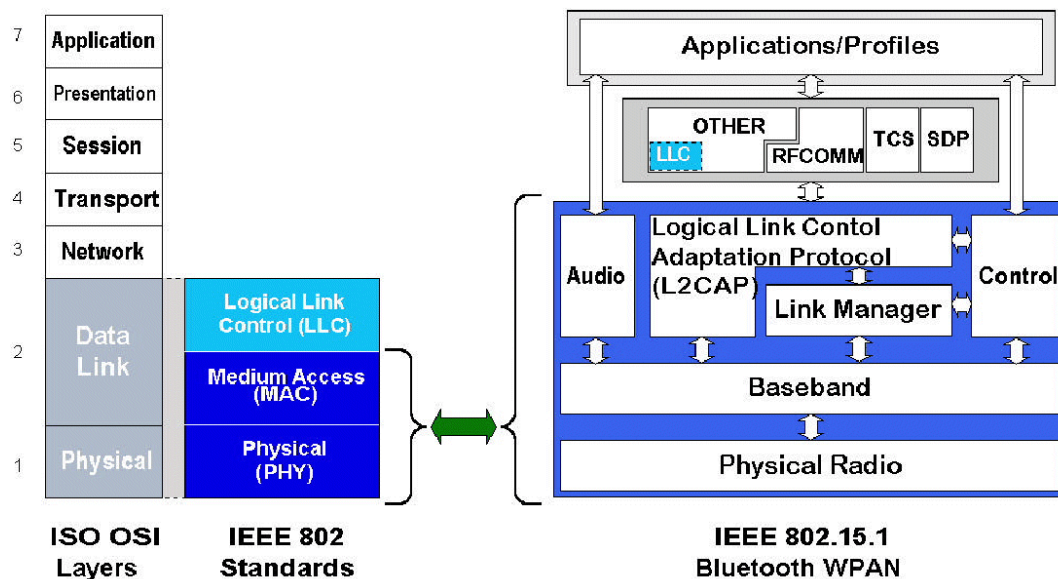 7
Application
6
Presentation
5
Session
4
Transport
3
Network
2
Data
Link
1
Physical
ISO OSI
Layers
Logical Link
Control (LLC)
Medium Access
(MAC)
Physical
(PHY)
IEEE 802
Standards
Applications/Profiles
OTHER
LLC
RFCOMM
TCS
SDP
Audio
Logical Link Contol
Adaptation Protocol
(L2CAP)
Link Manager
Control
Baseband
Physical Radio
IEEE 802.15.1
Bluetooth WPAN